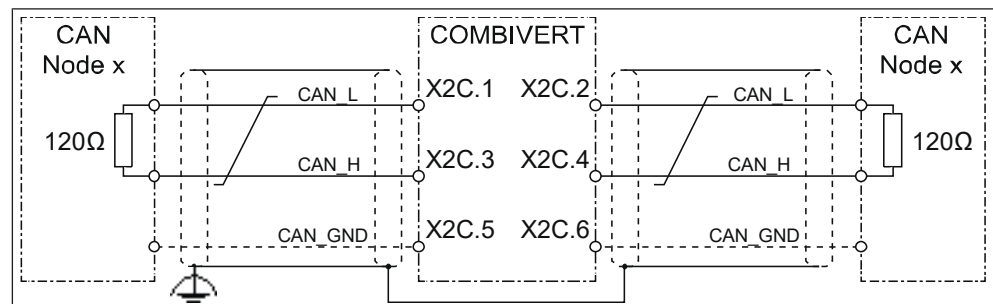 CAN COMBIVERT CAN
Node x Node x
CAN_L X2C.1 X2C.2 CAN_L
120Ω 120Ω
CAN_H X2C.3 X2C.4 CAN_H
CAN_GND X2C.5 X2C.6 CAN_GND